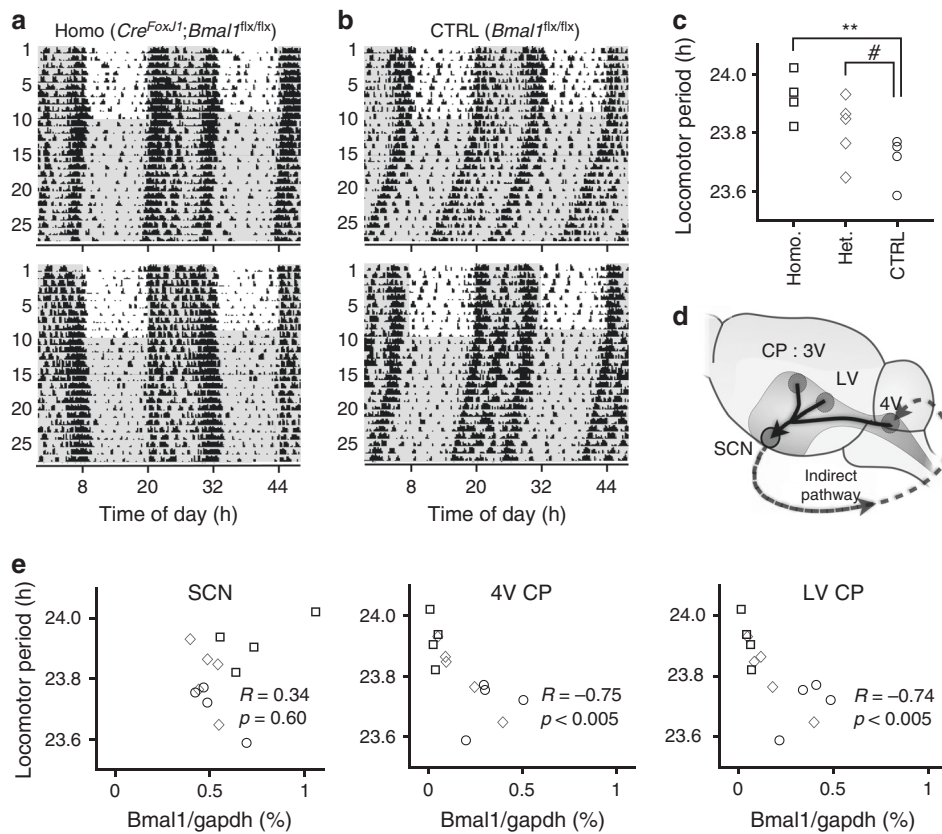 a
Homo (CreFoxJ1;Bmal1flx/flx)
1
5
10
15
20
25
1
5
10
15
20
25
8 20 32 44
Time of day (h)
b
CTRL (Bmal1flx/flx)
1
5
10
15
20
25
1
5
10
15
20
25
8 20 32 44
Time of day (h)
c
**
#
Locomotor period (h)
24.0
23.8
23.6
Homo.
Het.
CTRL
d
CP : 3V
LV
4V
SCN
Indirect
pathway
e
SCN
Locomotor period (h)
24.0
23.8
23.6
R = 0.34
p = 0.60
0 0.5 1
Bmal1/gapdh (%)
4V CP
24.0
23.8
23.6
R = –0.75
p < 0.005
0 0.5 1
Bmal1/gapdh (%)
LV CP
24.0
23.8
23.6
R = –0.74
p < 0.005
0 0.5 1
Bmal1/gapdh (%)